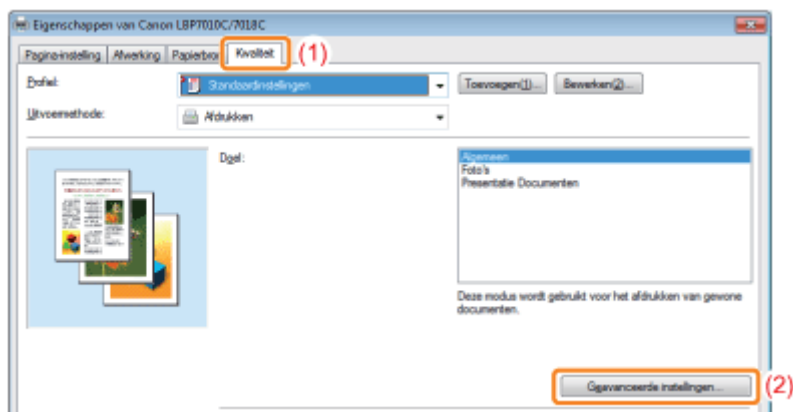 Eigenschappen van Canon LBP7010C/7018C
Pagina-instelling Afwerking Papierbron Kwaliteit (1)
Profiel: Standaardinstellingen Toevoegen(1)... Bewerken(2)...
Uitvoermethode: Afdrukken
Doel: Algemeen
Foto's
Presentatie Documenten
Deze modus wordt gebruikt voor het afdrukken van gewone
documenten.
Geavanceerde instellingen... (2)